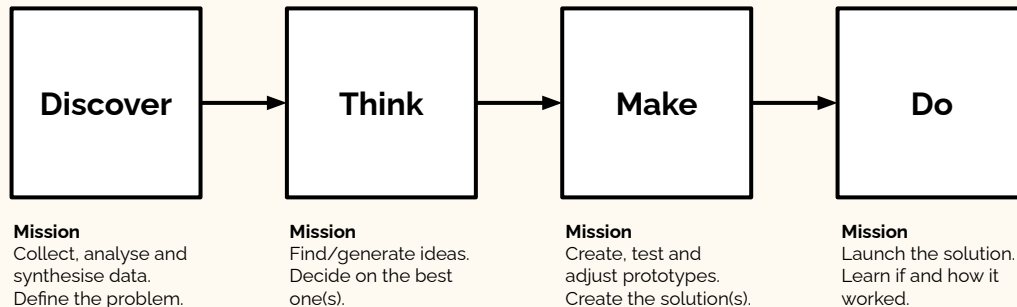 Discover
Think
Make
Do
Mission
Collect, analyse and
synthesise data.
Define the problem.
Mission
Find/generate ideas.
Decide on the best
one(s).
Mission
Create, test and
adjust prototypes.
Create the solution(s).
Mission
Launch the solution.
Learn if and how it
worked.